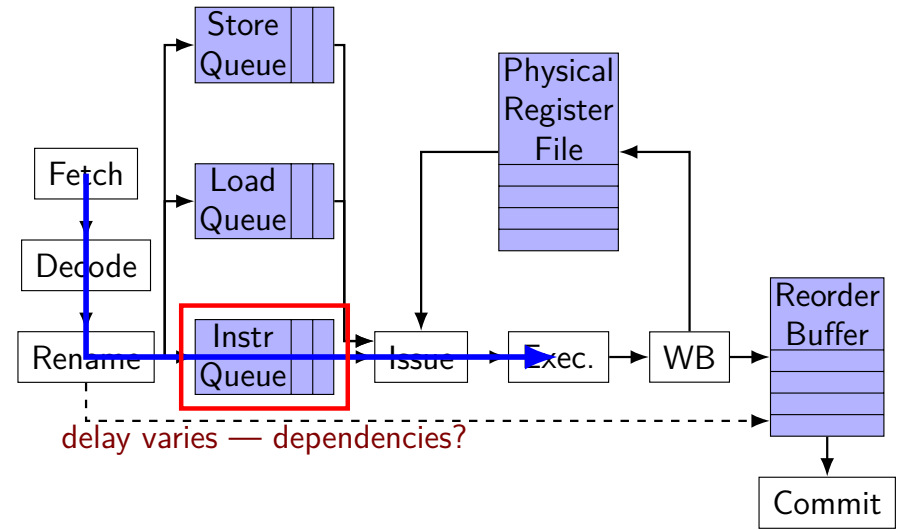 Store
Queue
Physical
Register
File
Fetch
Load
Queue
Decode
Reorder
Buffer
Rename
Instr
Queue
Issue
Exec.
WB
delay varies — dependencies?
Commit